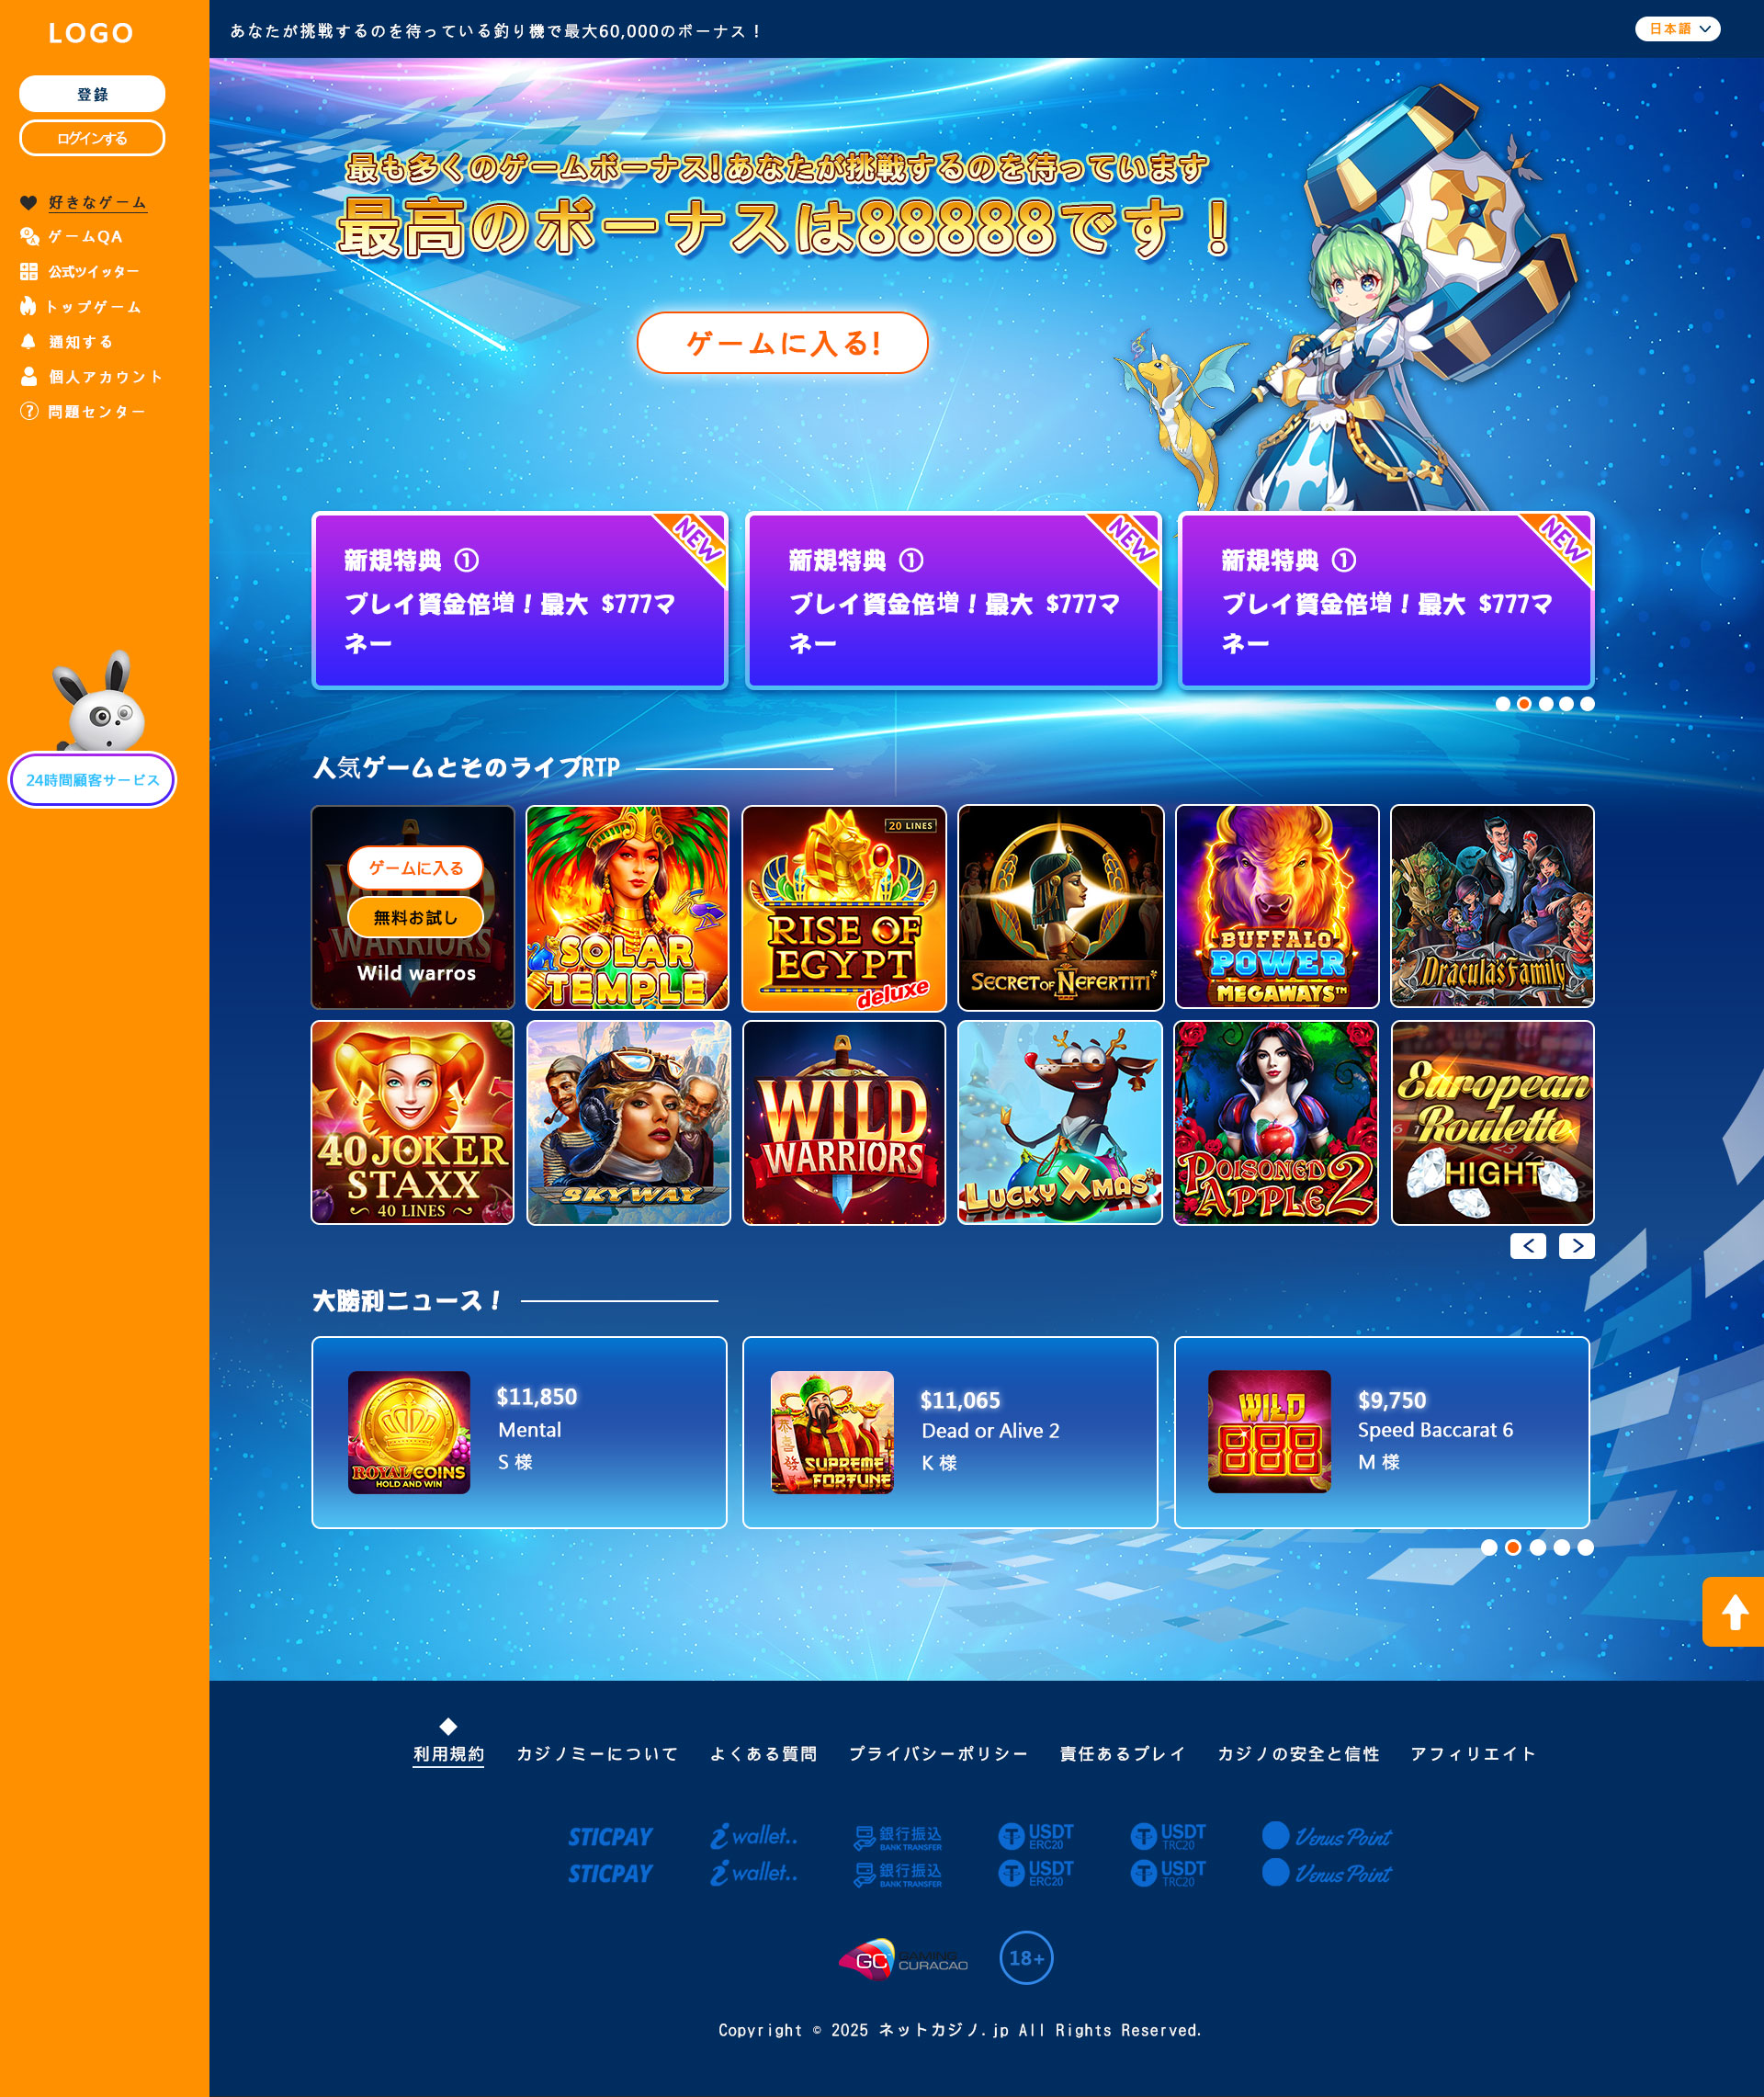 LOGO
登錄
ログインする
好きなゲーム
ゲームQA
公式ツイッター
トップゲーム
通知する
個人アカウント
問題センター
24時間顧客サービス
あなたが挑戦するのを待っている釣り機で最大60,000のボーナス！
日本語
最も多くのゲームボーナス!あなたが挑戦するのを待っています
最高のボーナスは88888です！
ゲームに入る!
NEW
新規特典 ①
プレイ資金倍増！最大 $777マ
ネー
NEW
新規特典 ①
プレイ資金倍増！最大 $777マ
ネー
NEW
新規特典 ①
プレイ資金倍増！最大 $777マ
ネー
人気ゲームとそのライブRTP
WILD
WARRIORS
ゲームに入る
無料お試し
Wild warros
SOLAR
TEMPLE
20 LINES
RISE OF
EGYPT
deluxe
SECRET OF NEFERTITI
BUFFALO
POWER
MEGAWAYS™
Dracula's Family
40 JOKER
STAXX
40 LINES
SKY WAY
WILD
WARRIORS
LUCKY XMAS
POISONED
APPLE 2
European
Roulette
HIGHT
大勝利ニュース！
ROYAL COINS
HOLD AND WIN
$11,850
Mental
S 様
恭喜發
SUPREME
FORTUNE
$11,065
Dead or Alive 2
K 様
WILD
888
$9,750
Speed Baccarat 6
M 様
利用規約 カジノミーについて よくある質問 プライバシーポリシー 責任あるプレイ カジノの安全と信性 アフィリエイト
STICPAY i wallet.. 銀行振込 BANK TRANSFER USDT ERC20 USDT TRC20 Venus Point
STICPAY i wallet.. 銀行振込 BANK TRANSFER USDT ERC20 USDT TRC20 Venus Point
GC GAMING CURACAO
18+
Copyright © 2025 ネットカジノ.jp All Rights Reserved.